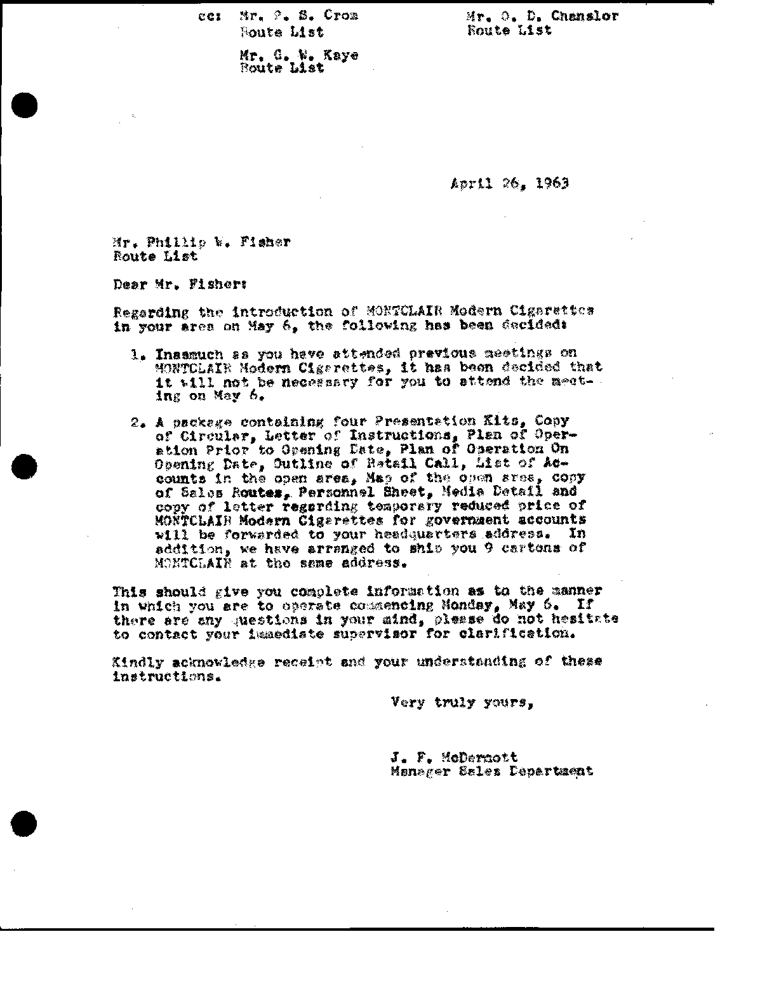 cc: Mr. P. S. Crom Mr. O. D. Chanslor
Route List Route List
Mr. G. W. Kaye
Route List
April 26, 1963
Mr. Phillip W. Fisher
Route List
Dear Mr. Fisher:
Regarding the introduction of MONTCLAIR Modern Cigarettes
in your area on May 6, the following has been decided:
1. Inasmuch as you have attended previous meetings on
MONTCLAIR Modern Cigarettes, it has been decided that
it will not be necessary for you to attend the meet-
ing on May 6.
2. A package containing four Presentation Kits, Copy
of Circular, Letter of Instructions, Plan of Oper-
ation Prior to Opening Date, Plan of Operation On
Opening Date, Outline of Retail Call, List of Ac-
counts in the open area, Map of the open area, copy
of Sales Routes, Personnel Sheet, Media Detail and
copy of letter regarding temporary reduced price of
MONTCLAIR Modern Cigarettes for government accounts
will be forwarded to your headquarters address. In
addition, we have arranged to ship you 9 cartons of
MONTCLAIR at the same address.
This should give you complete information as to the manner
in which you are to operate commencing Monday, May 6. If
there are any questions in your mind, please do not hesitate
to contact your immediate supervisor for clarification.
Kindly acknowledge receipt and your understanding of these
instructions.
Very truly yours,
J. F. McDermott
Manager Sales Department